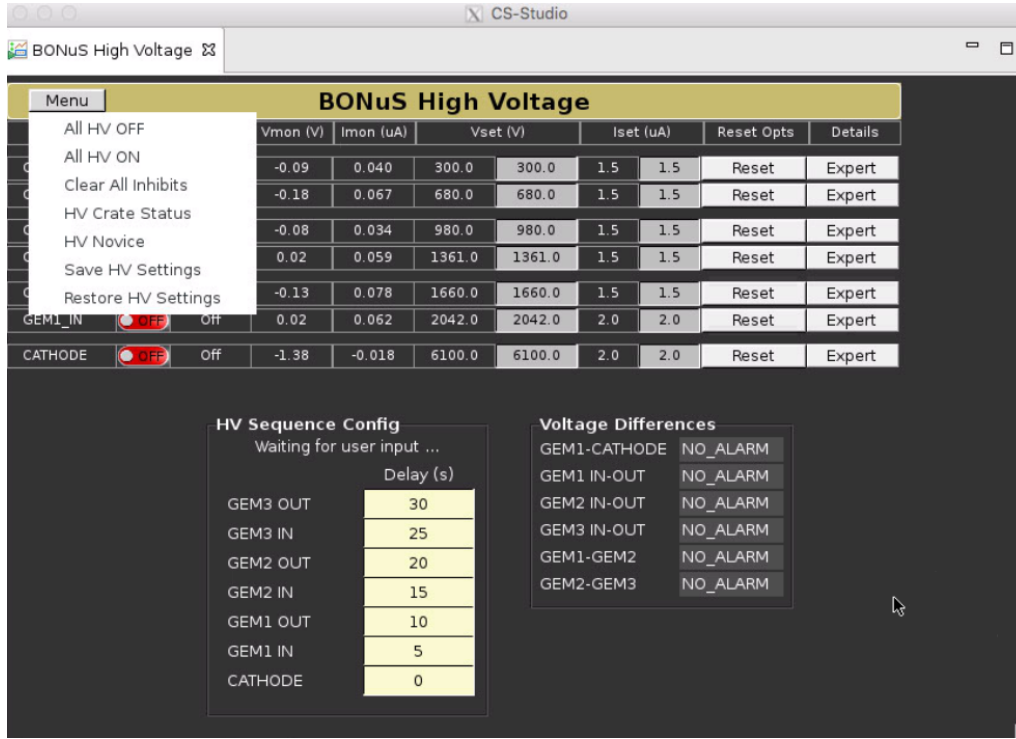 CS-Studio
BONuS High Voltage
Menu BONuS High Voltage
All HV OFF
All HV ON
Clear All Inhibits
HV Crate Status
HV Novice
Save HV Settings
Restore HV Settings
Vmon (V) Imon (uA) Vset (V) Iset (uA) Reset Opts Details
-0.09 0.040 300.0 300.0 1.5 1.5 Reset Expert
-0.18 0.067 680.0 680.0 1.5 1.5 Reset Expert
-0.08 0.034 980.0 980.0 1.5 1.5 Reset Expert
0.02 0.059 1361.0 1361.0 1.5 1.5 Reset Expert
-0.13 0.078 1660.0 1660.0 1.5 1.5 Reset Expert
GEM1_IN OFF Off 0.02 0.062 2042.0 2042.0 2.0 2.0 Reset Expert
CATHODE OFF Off -1.38 -0.018 6100.0 6100.0 2.0 2.0 Reset Expert
HV Sequence Config
Waiting for user input ...
Delay (s)
GEM3 OUT 30
GEM3 IN 25
GEM2 OUT 20
GEM2 IN 15
GEM1 OUT 10
GEM1 IN 5
CATHODE 0
Voltage Differences
GEM1-CATHODE NO_ALARM
GEM1 IN-OUT NO_ALARM
GEM2 IN-OUT NO_ALARM
GEM3 IN-OUT NO_ALARM
GEM1-GEM2 NO_ALARM
GEM2-GEM3 NO_ALARM